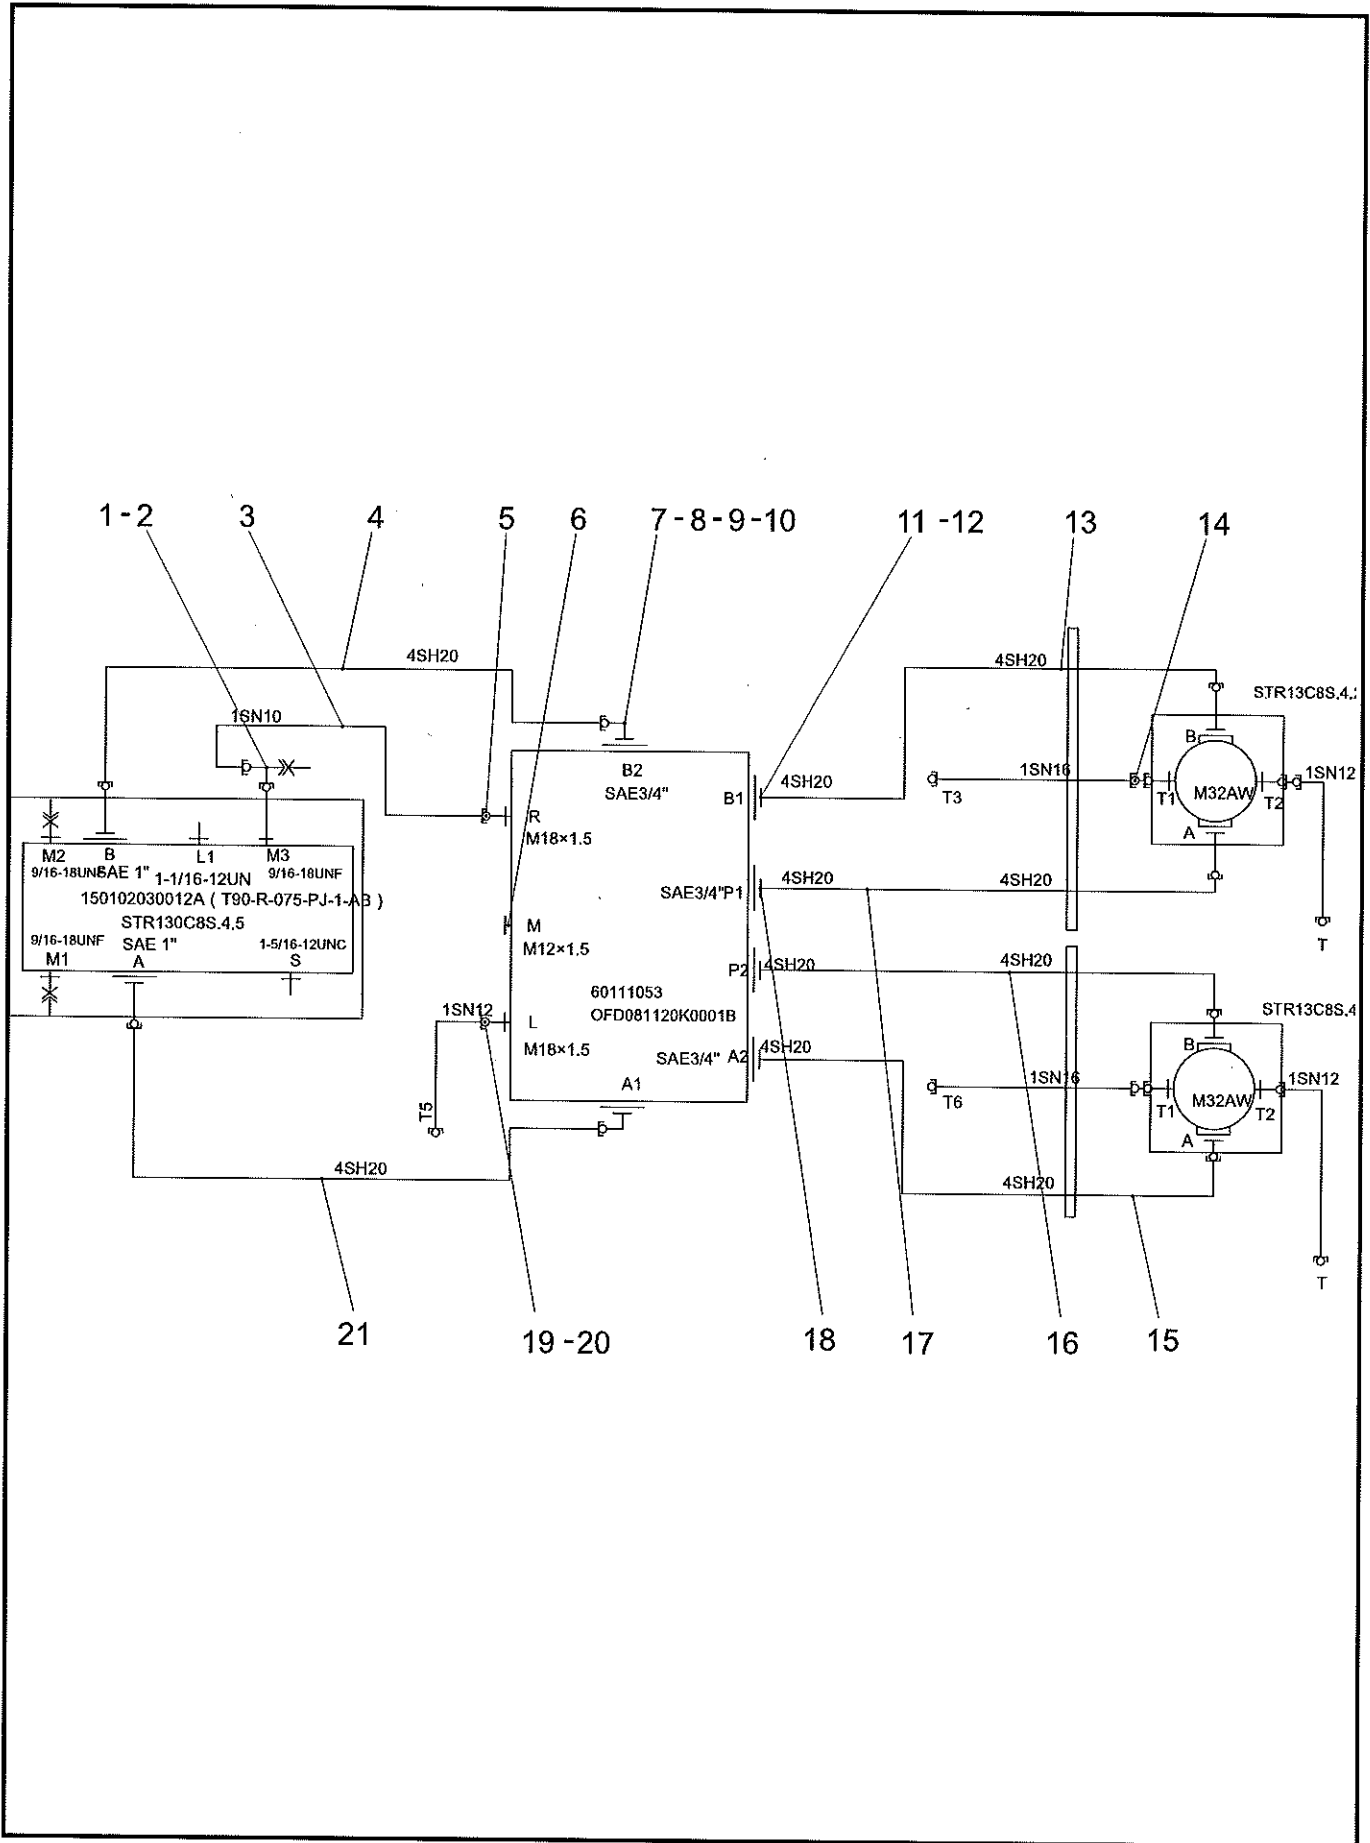 1 - 2 3 4 5 6 7 - 8 - 9 - 10 11 - 12 13 14
4SH20 4SH20
STR13C8S.4.
1SN10
B2 B
SAE3/4" B1 4SH20 1SN16 1SN12
T3 T1 M32AW T2
R
M18×1.5 A
M2 B L1 M3
9/16-18UNF SAE 1" 1-1/16-12UN 9/16-18UNF
150102030012A ( T90-R-075-PJ-1-AB )
SAE3/4" P1 4SH20 4SH20
STR130C8S.4,5
M
M12×1.5
9/16-18UNF SAE 1" 1-5/16-12UNC
M1 A S
T
P2 4SH20 4SH20
60111053
OFD081120K0001B
STR13C8S.4
1SN12 L
M18×1.5
SAE3/4" A2 4SH20
B
A1
1SN16 1SN12
T6 T1 M32AW T2
T5
A
4SH20 4SH20
T
21 19 - 20 18 17 16 15